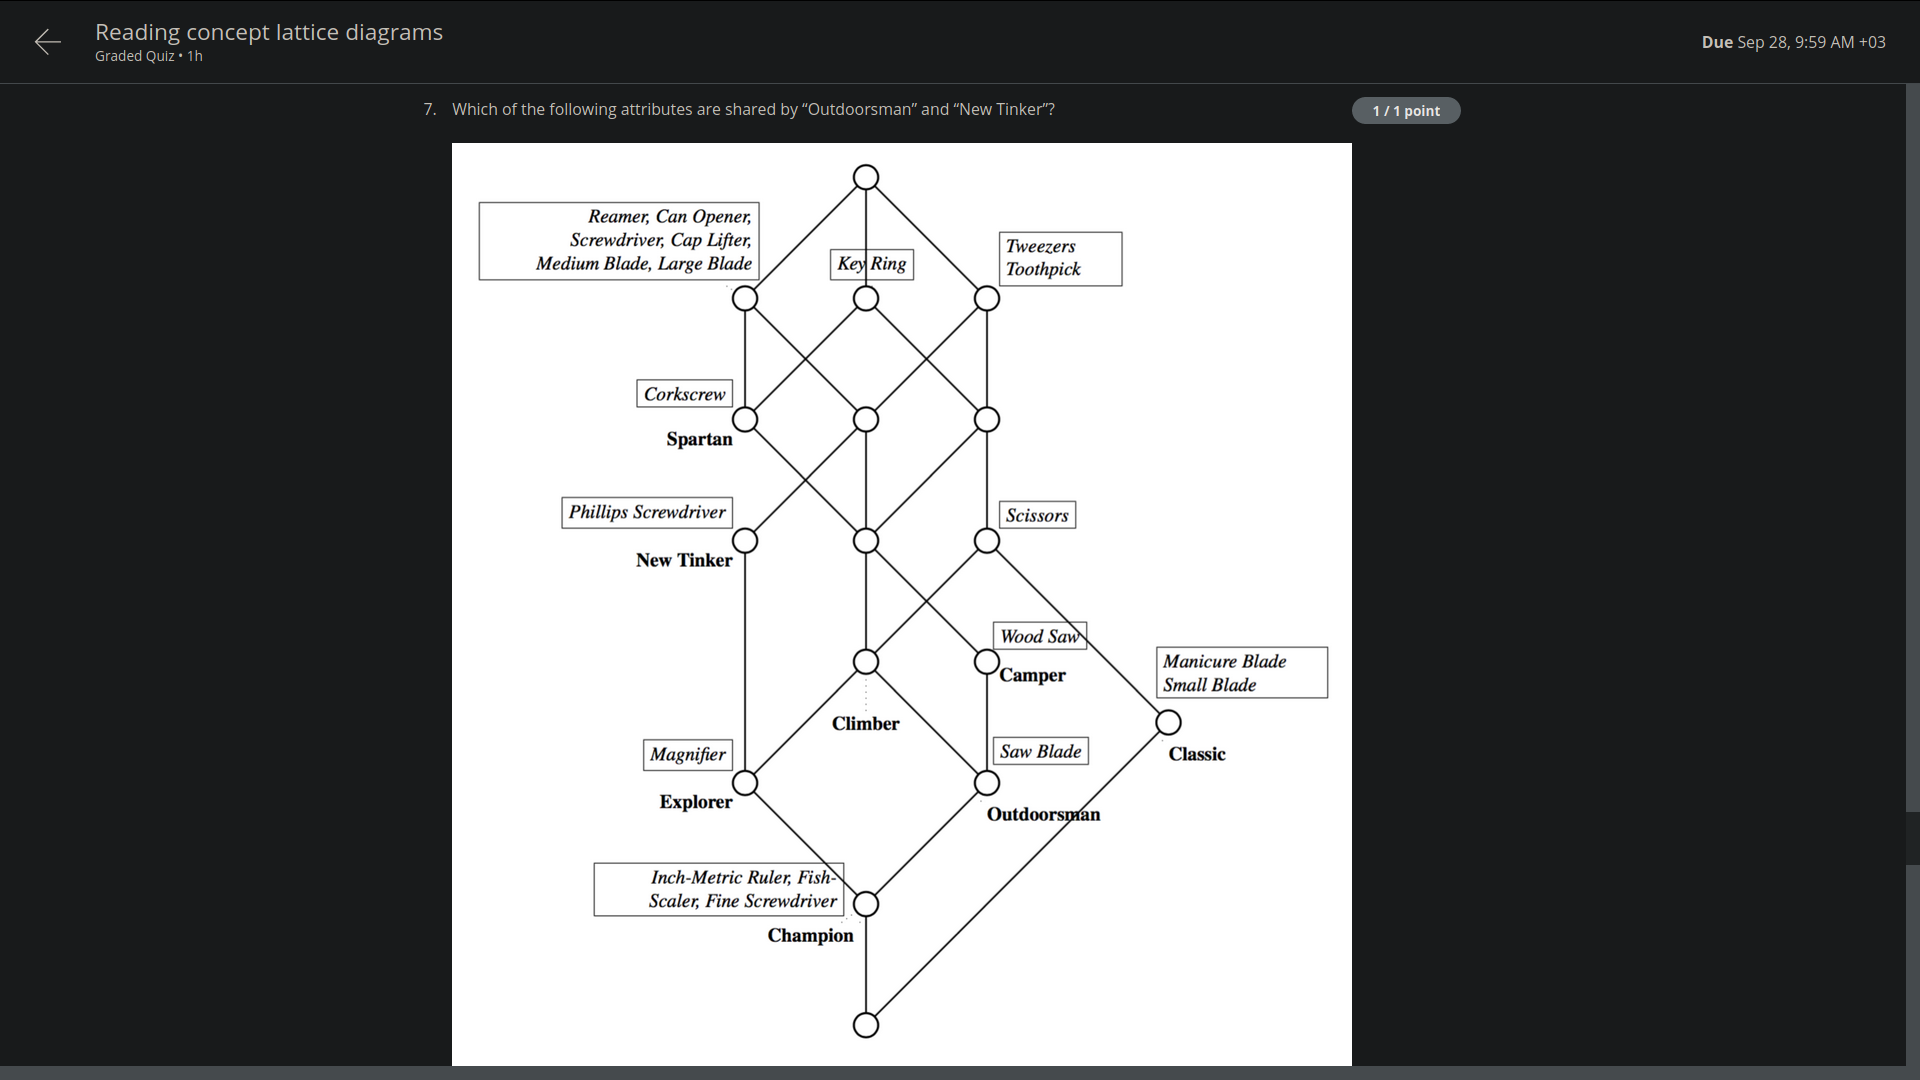 Reading concept lattice diagrams
Graded Quiz • 1h
Due Sep 28, 9:59 AM +03
7. Which of the following attributes are shared by “Outdoorsman” and “New Tinker”?
1 / 1 point
Reamer, Can Opener,
Screwdriver, Cap Lifter,
Medium Blade, Large Blade
Key Ring
Tweezers
Toothpick
Corkscrew
Spartan
Phillips Screwdriver
New Tinker
Scissors
Wood Saw
Camper
Manicure Blade
Small Blade
Climber
Classic
Magnifier
Explorer
Saw Blade
Outdoorsman
Inch-Metric Ruler, Fish-
Scaler, Fine Screwdriver
Champion